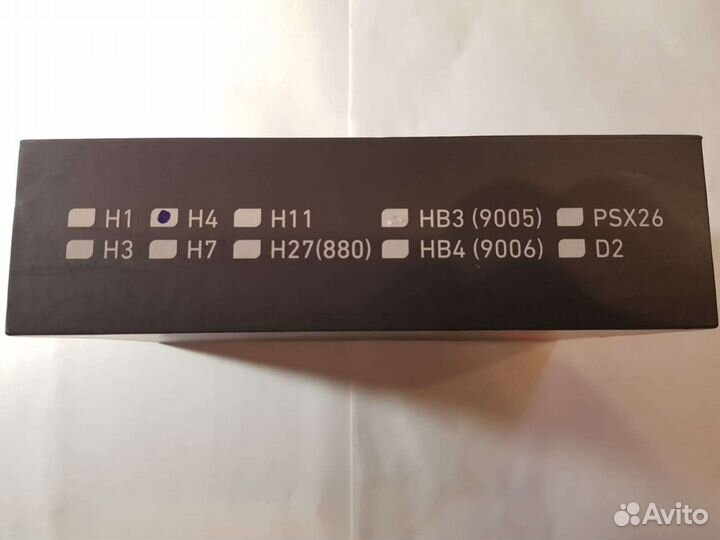 H1 H4 H11 HB3 (9005) PSX26
H3 H7 H27(880) HB4 (9006) D2
Avito